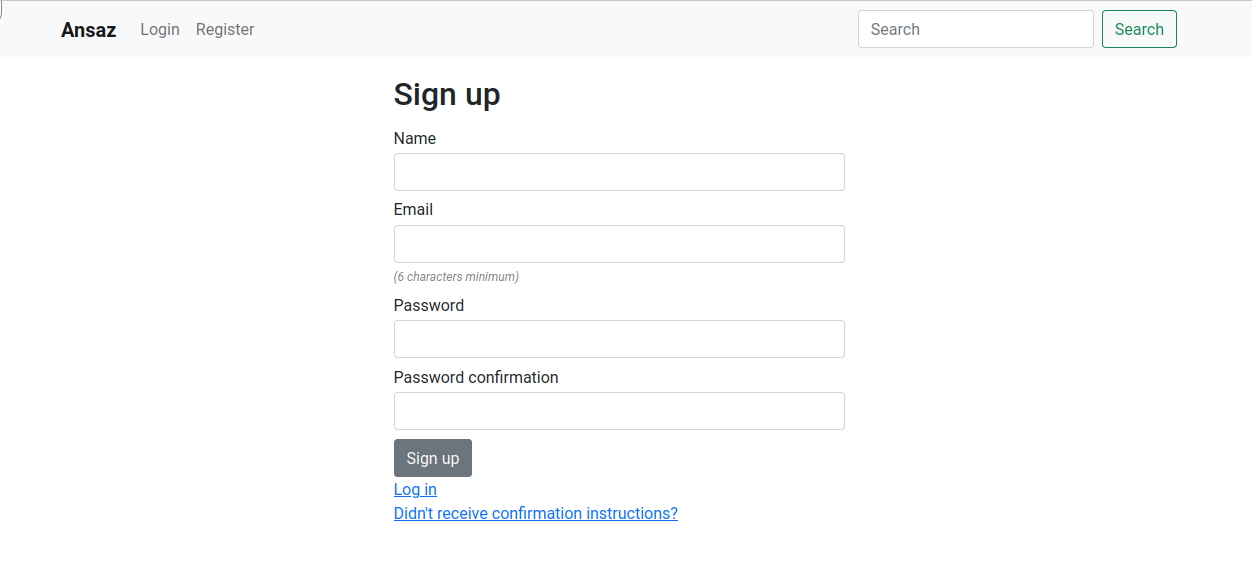 Ansaz Login Register Search Search
Sign up
Name
Email
(6 characters minimum)
Password
Password confirmation
Sign up
Log in
Didn't receive confirmation instructions?